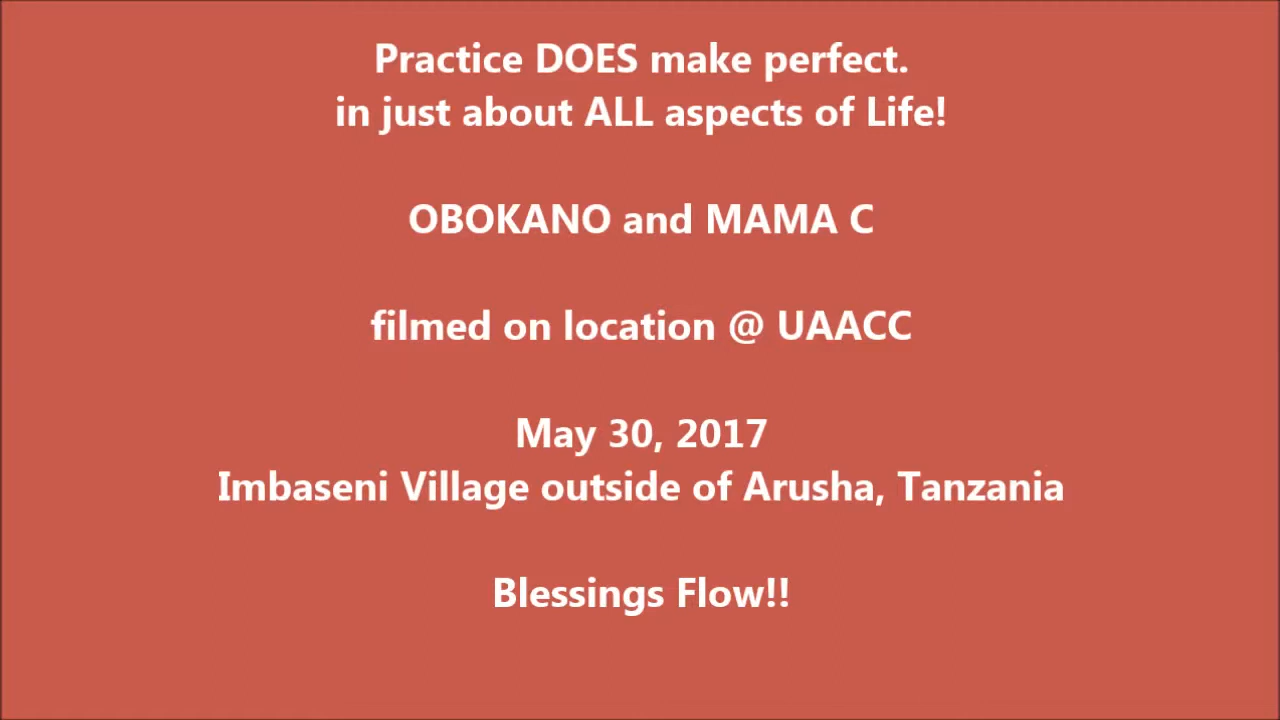 Practice DOES make perfect.
in just about ALL aspects of Life!
OBOKANO and MAMA C
filmed on location @ UAACC
May 30, 2017
Imbaseni Village outside of Arusha, Tanzania
Blessings Flow!!